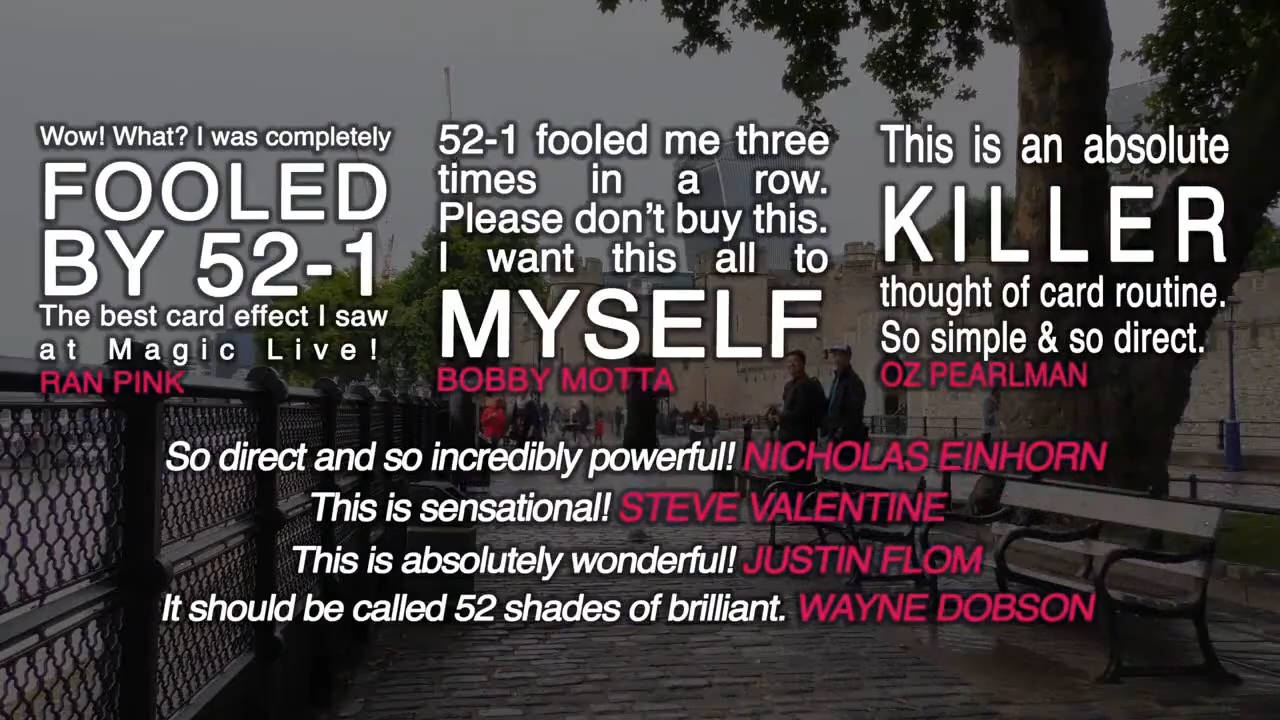 Wow! What? I was completely
FOOLED
BY 52-1
The best card effect I saw
at Magic Live!
RAN PINK
52-1 fooled me three
times in a row.
Please don't buy this.
I want this all to
MYSELF
BOBBY MOTTA
This is an absolute
KILLER
thought of card routine.
So simple & so direct.
OZ PEARLMAN
So direct and so incredibly powerful! NICHOLAS EINHORN
This is sensational! STEVE VALENTINE
This is absolutely wonderful! JUSTIN FLOM
It should be called 52 shades of brilliant. WAYNE DOBSON